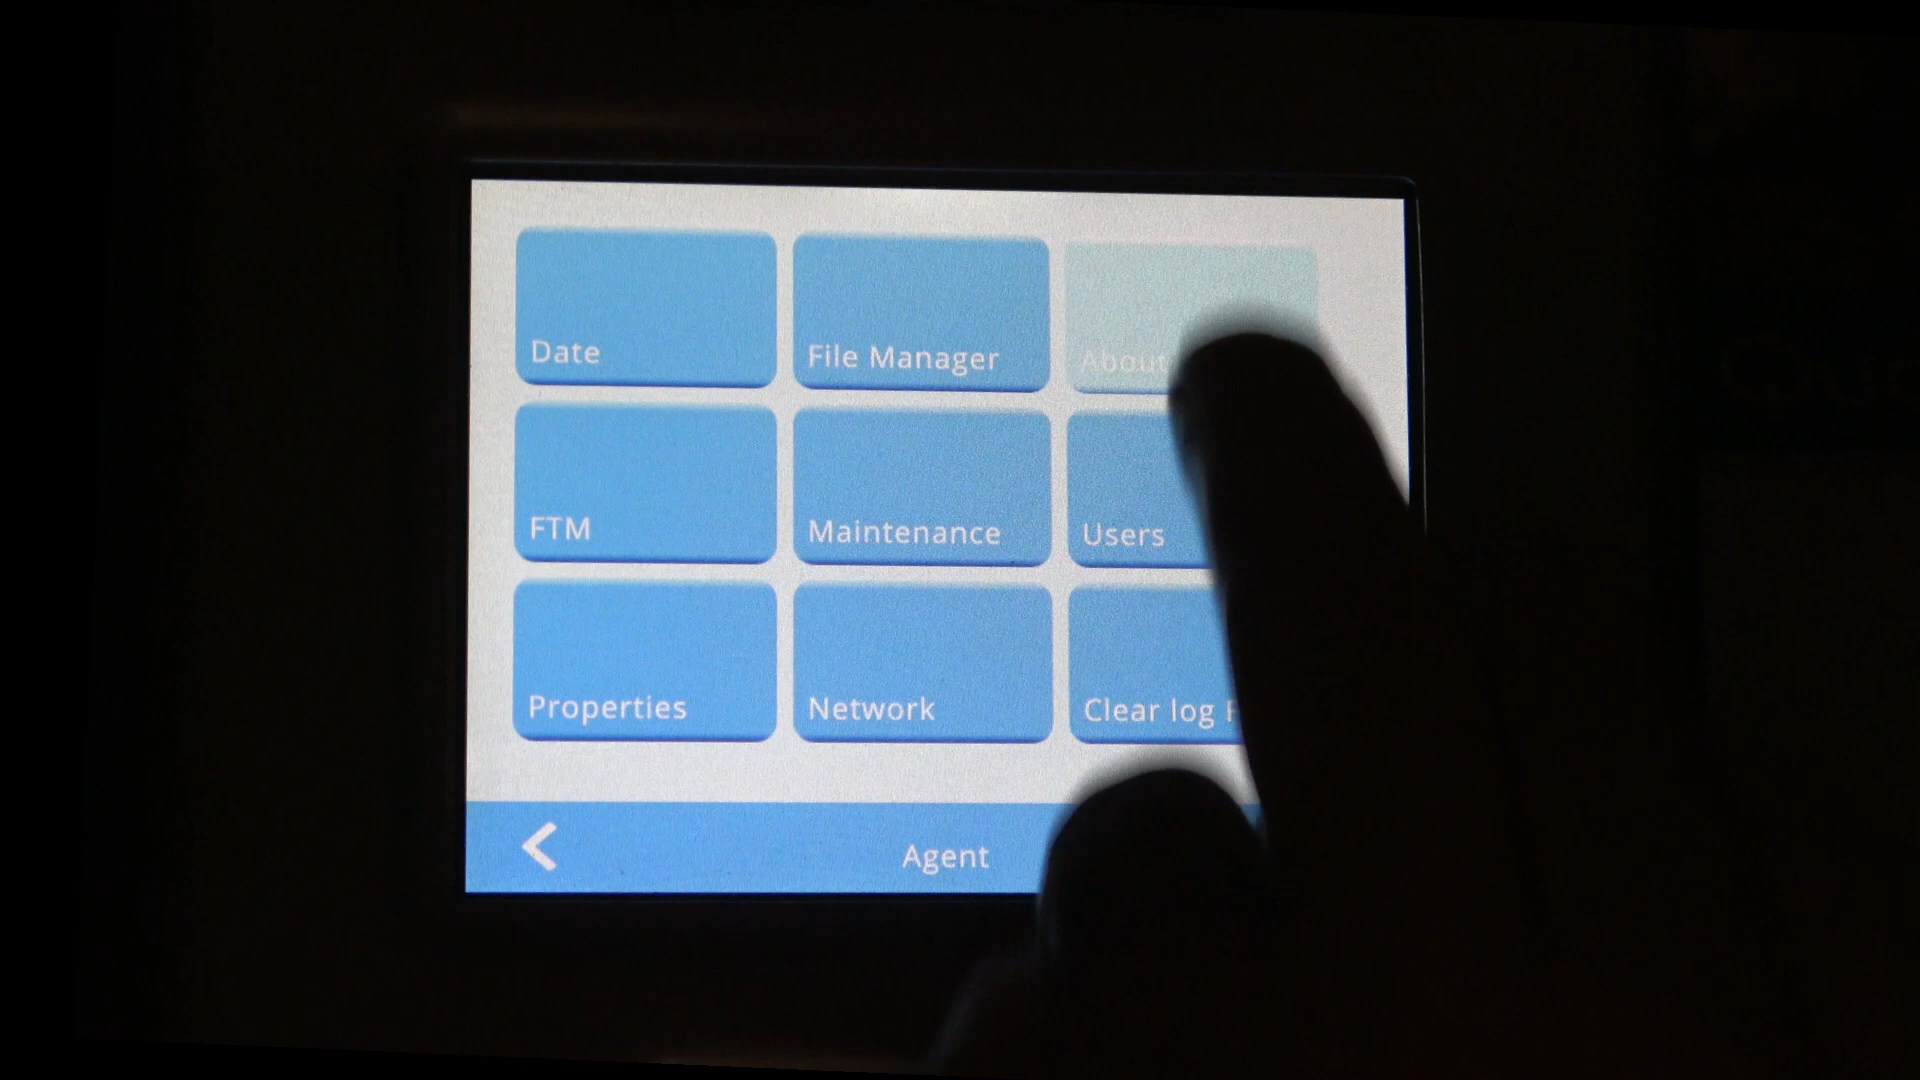 Date
File Manager
About
FTM
Maintenance
Users
Properties
Network
Clear log
Agent